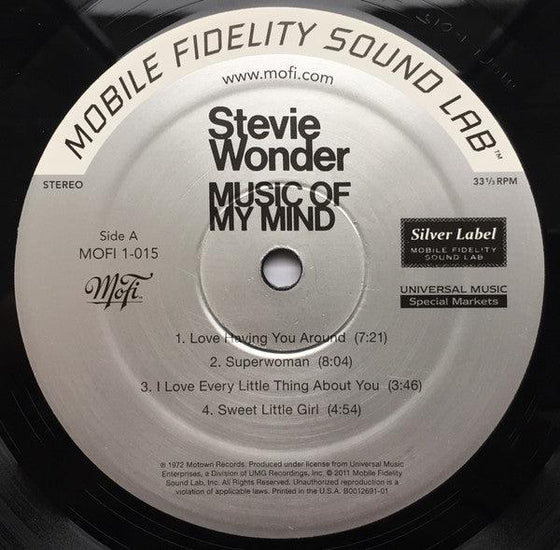 MOBILE FIDELITY SOUND LAB™
www.mofi.com
Stevie
Wonder
MUSIC OF
MY MIND
STEREO
33⅓ RPM
Side A
MOFI 1-015
MoFi
Silver Label
MOBILE FIDELITY
SOUND LAB
UNIVERSAL MUSIC
Special Markets
1. Love Having You Around (7:21)
2. Superwoman (8:04)
3. I Love Every Little Thing About You (3:46)
4. Sweet Little Girl (4:54)
℗ 1972 Motown Records. Produced under license from Universal Music
Enterprises, a Division of UMG Recordings, Inc. © 2011 Mobile Fidelity
Sound Lab, Inc. All Rights Reserved. Unauthorized reproduction is a
violation of applicable laws. Printed in the U.S.A. B0012691-01